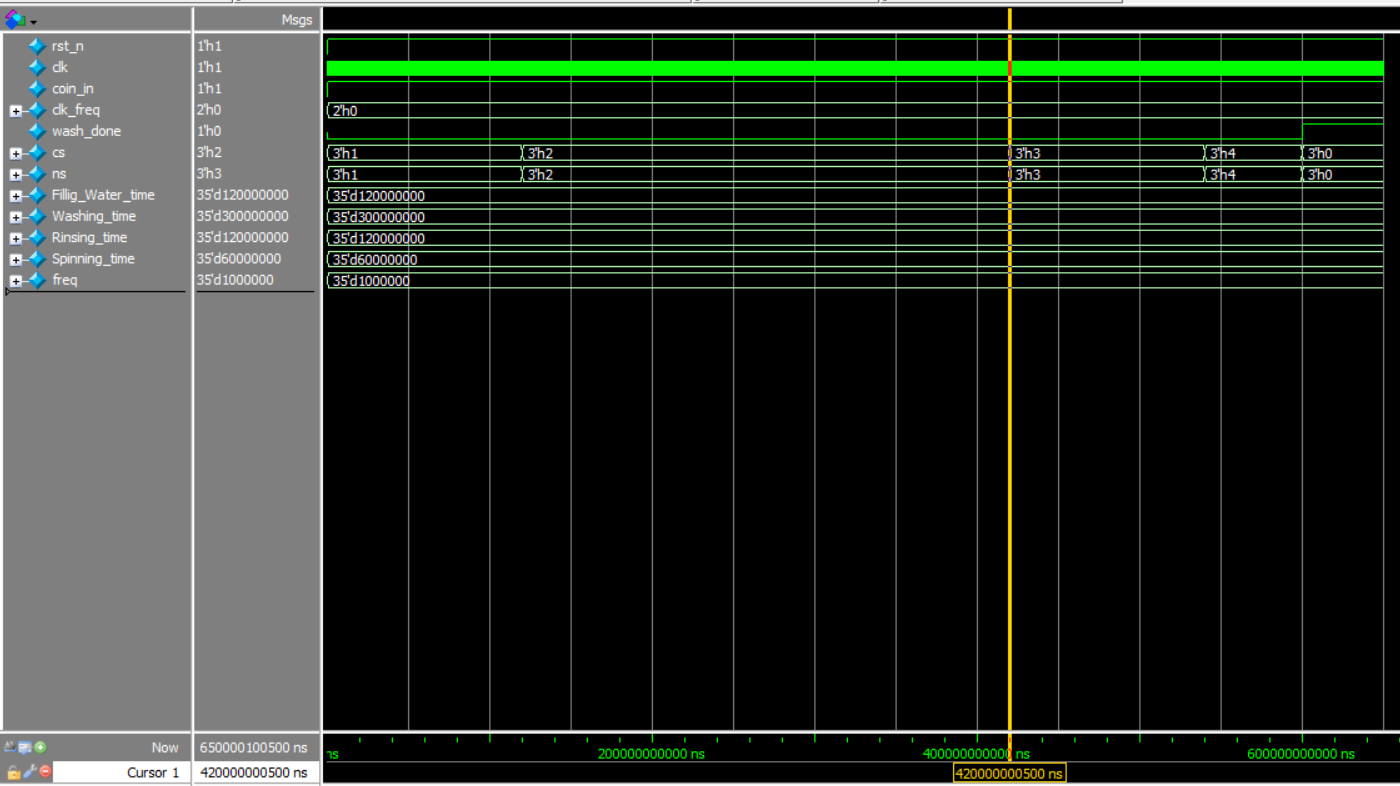 Msgs
rst_n 1'h1
clk 1'h1
coin_in 1'h1
clk_freq 2'h0 2'h0
wash_done 1'h0
cs 3'h2 3'h1 3'h2 3'h3 3'h4 3'h0
ns 3'h3 3'h1 3'h2 3'h3 3'h4 3'h0
Fillig_Water_time 35'd120000000 35'd120000000
Washing_time 35'd300000000 35'd300000000
Rinsing_time 35'd120000000 35'd120000000
Spinning_time 35'd60000000 35'd60000000
freq 35'd1000000 35'd1000000
Now 650000100500 ns ns 200000000000 ns 400000000000 ns 600000000000 ns
Cursor 1 420000000500 ns 420000000500 ns